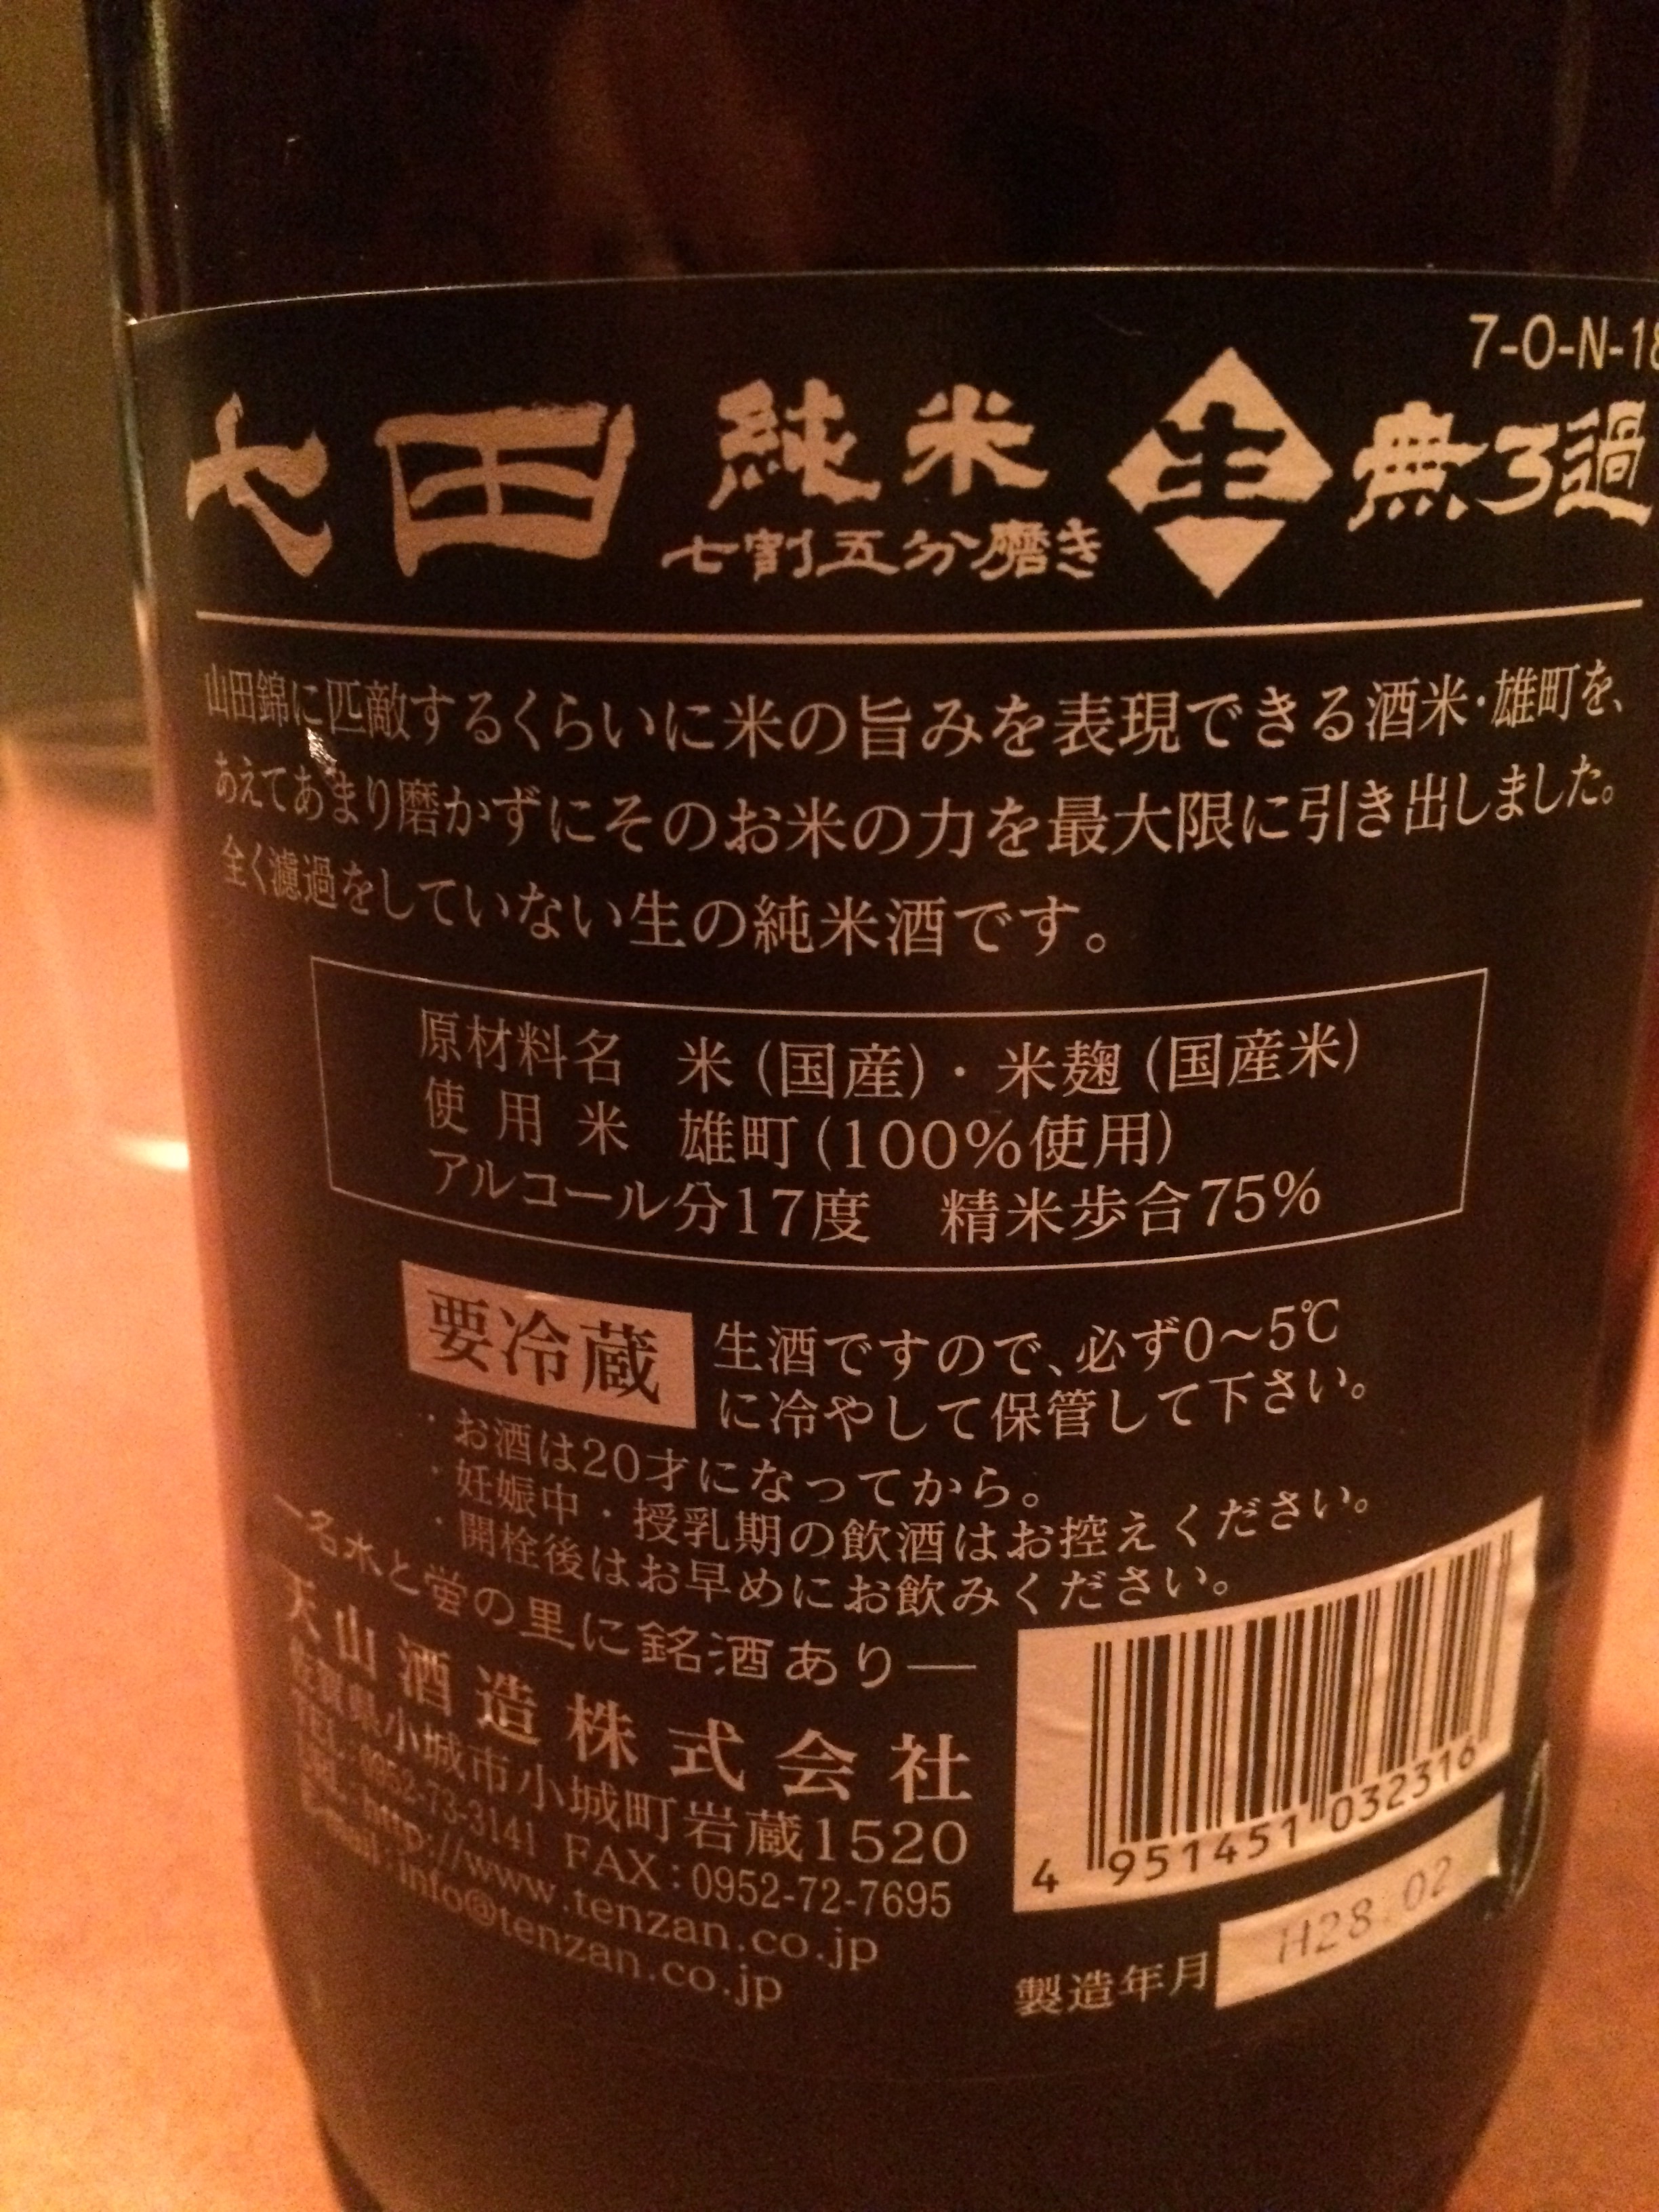 7-O-N-18
七田 純米 生 無ろ過
七割五分磨き
山田錦に匹敵するくらいに米の旨みを表現できる酒米・雄町を、
あえてあまり磨かずにそのお米の力を最大限に引き出しました。
全く濾過をしていない生の純米酒です。
原材料名 米(国産)・米麹(国産米)
使用米 雄町(100%使用)
アルコール分17度 精米歩合75%
要冷蔵 生酒ですので、必ず0〜5℃
に冷やして保管して下さい。
・お酒は20才になってから。
・妊娠中・授乳期の飲酒はお控えください。
・開栓後はお早めにお飲みください。
—名水と蛍の里に銘酒あり—
天山酒造株式会社
佐賀県小城市小城町岩蔵1520
TEL:0952-73-3141 FAX:0952-72-7695
URL:http://www.tenzan.co.jp
E-mail:info@tenzan.co.jp
4 951451 032316
製造年月 H28.02